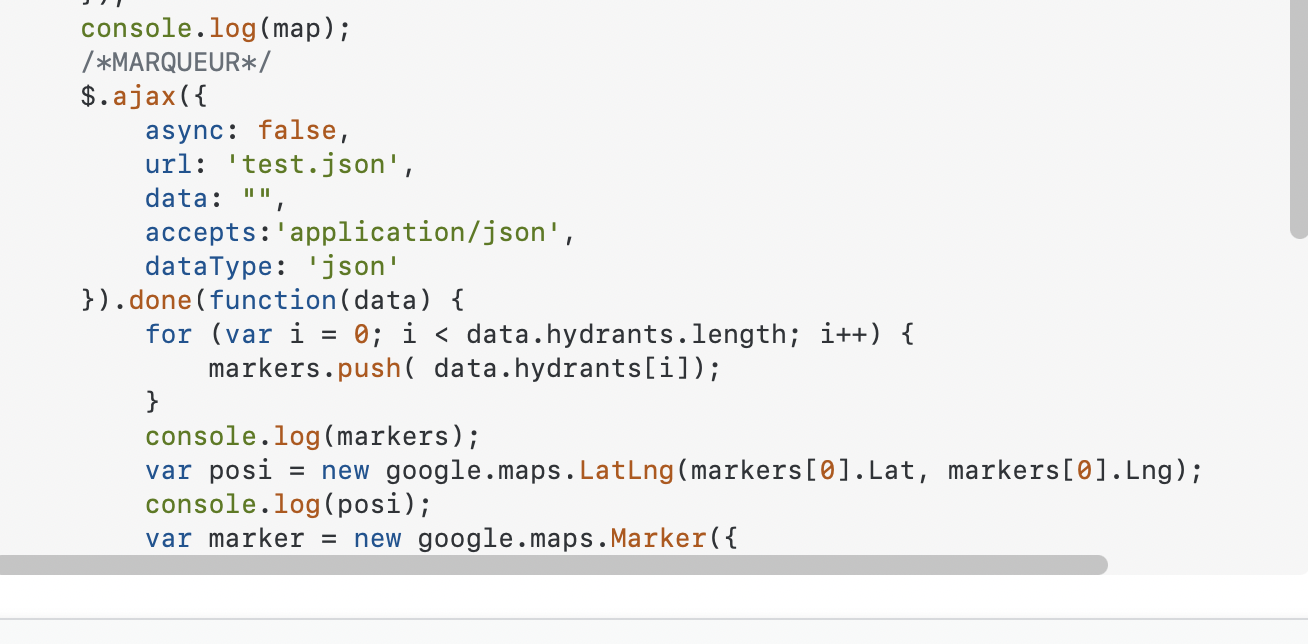 });
console.log(map);
/*MARQUEUR*/
$.ajax({
    async: false,
    url: 'test.json',
    data: "",
    accepts:'application/json',
    dataType: 'json'
}).done(function(data) {
    for (var i = 0; i < data.hydrants.length; i++) {
        markers.push( data.hydrants[i]);
    }
    console.log(markers);
    var posi = new google.maps.LatLng(markers[0].Lat, markers[0].Lng);
    console.log(posi);
    var marker = new google.maps.Marker({